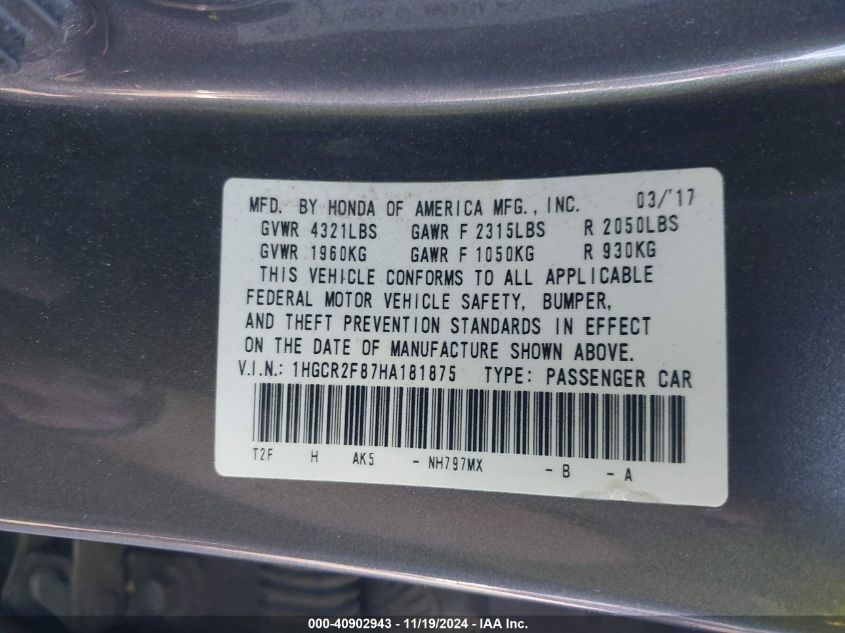 MFD. BY HONDA OF AMERICA MFG., INC. 03/'17
GVWR 4321LBS GAWR F 2315LBS R 2050LBS
GVWR 1960KG GAWR F 1050KG R 930KG
THIS VEHICLE CONFORMS TO ALL APPLICABLE
FEDERAL MOTOR VEHICLE SAFETY, BUMPER,
AND THEFT PREVENTION STANDARDS IN EFFECT
ON THE DATE OF MANUFACTURE SHOWN ABOVE.
V.I.N.: 1HGCR2F87HA181875 TYPE: PASSENGER CAR
T2F H AK5 - NH797MX - B - A
000-40902943 - 11/19/2024 - IAA Inc.